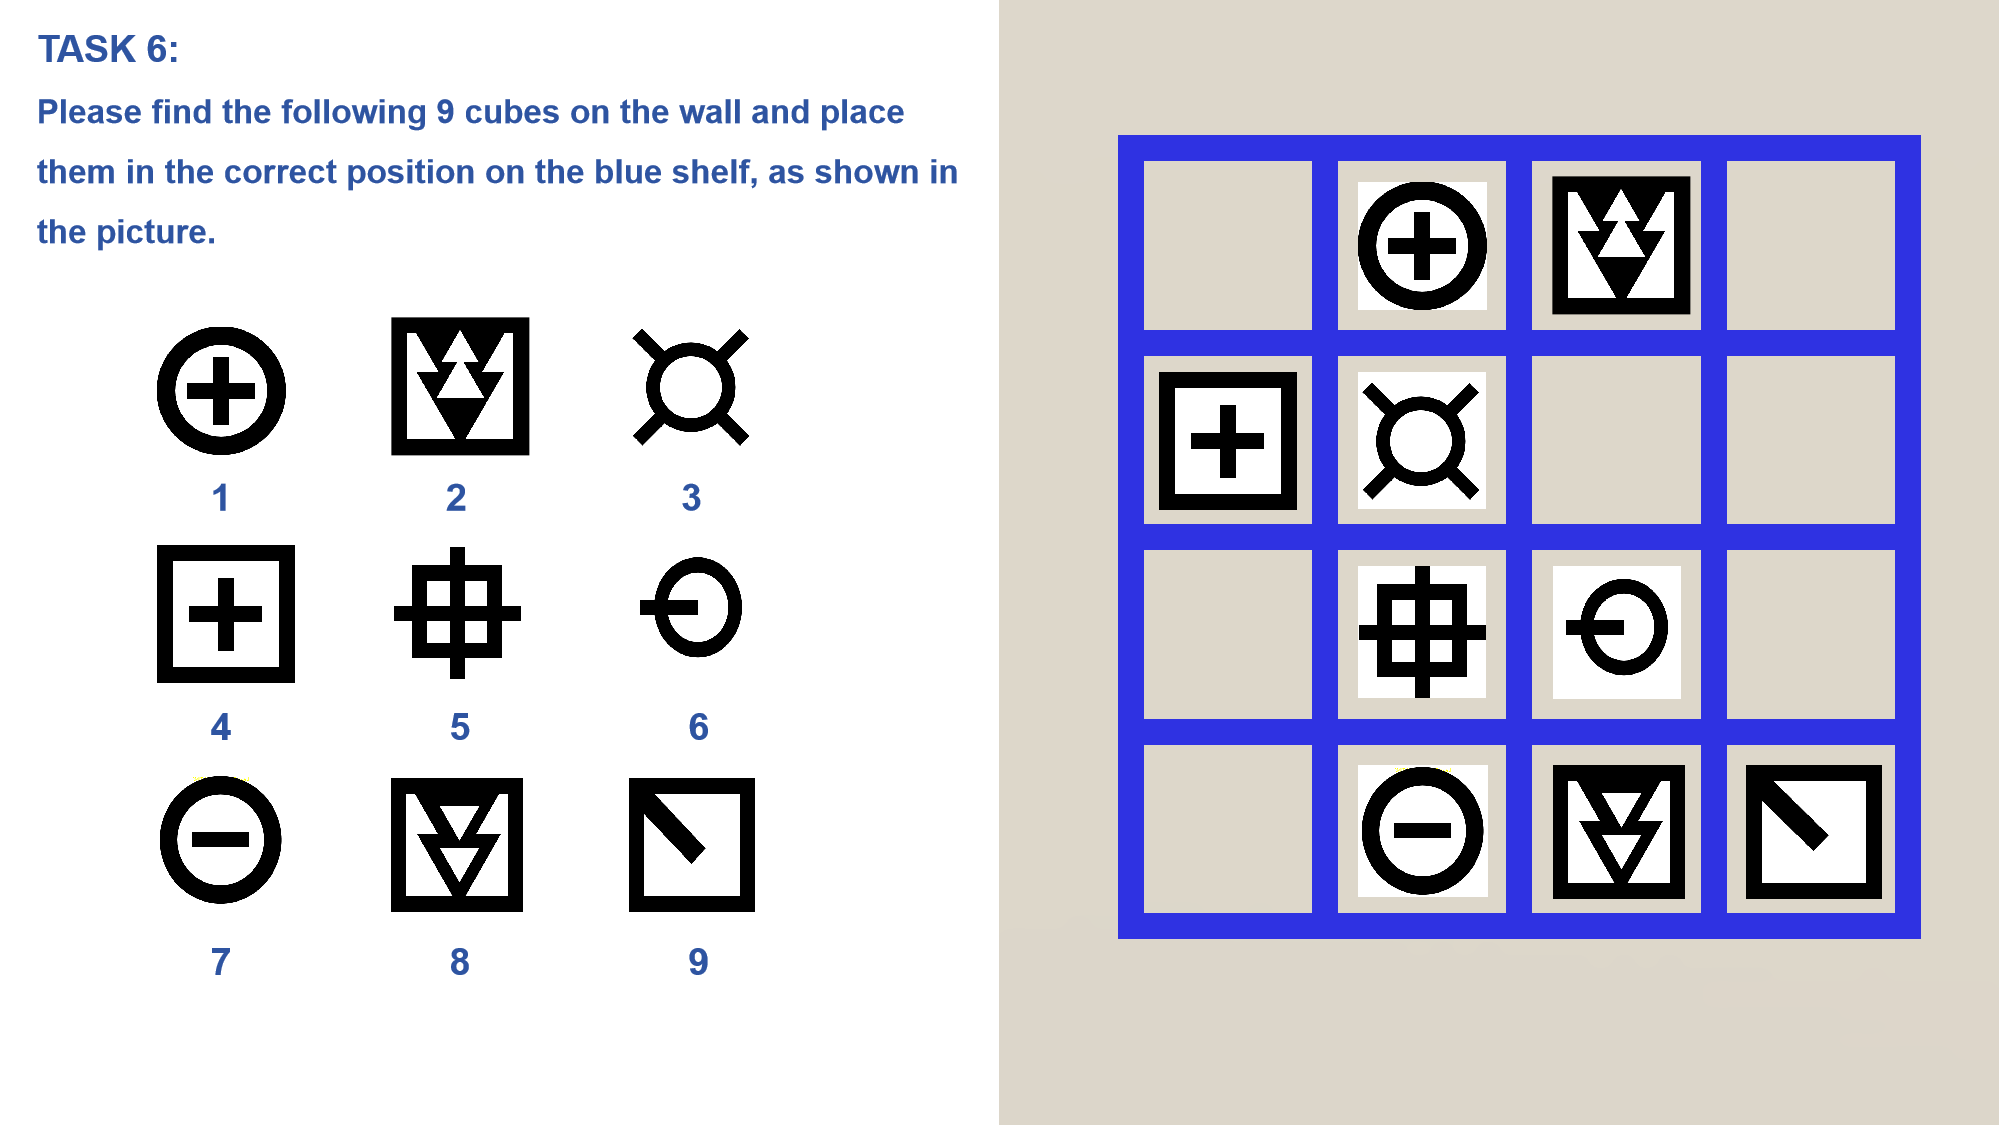 TASK 6:
Please find the following 9 cubes on the wall and place
them in the correct position on the blue shelf, as shown in
the picture.
1 2 3
4 5 6
7 8 9